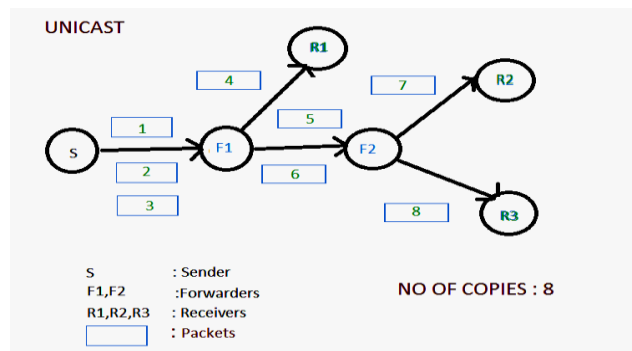 UNICAST
R1
4
7
R2
1
5
S
F1
F2
2
6
3
8
R3
S : Sender
F1,F2 :Forwarders
R1,R2,R3 : Receivers
: Packets
NO OF COPIES : 8